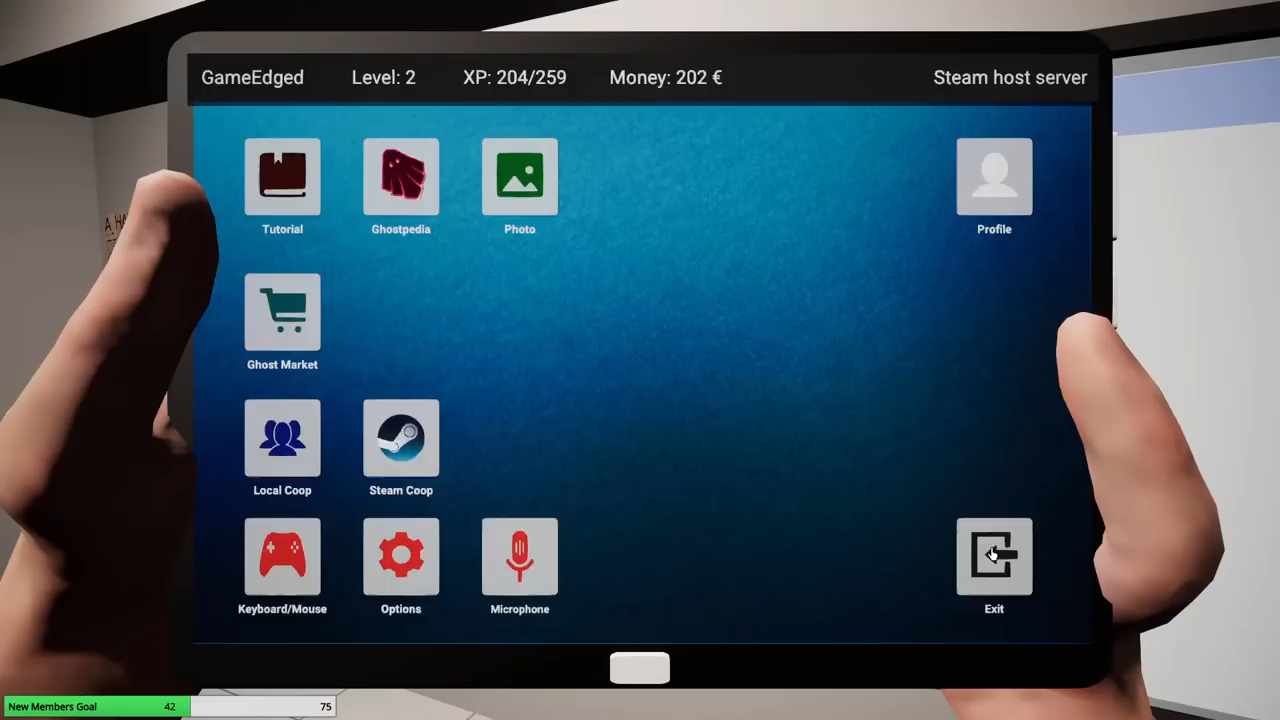 GameEdged Level: 2 XP: 204/259 Money: 202 € Steam host server
Tutorial Ghostpedia Photo Profile
Ghost Market
Local Coop Steam Coop
Keyboard/Mouse Options Microphone Exit
New Members Goal 42 75